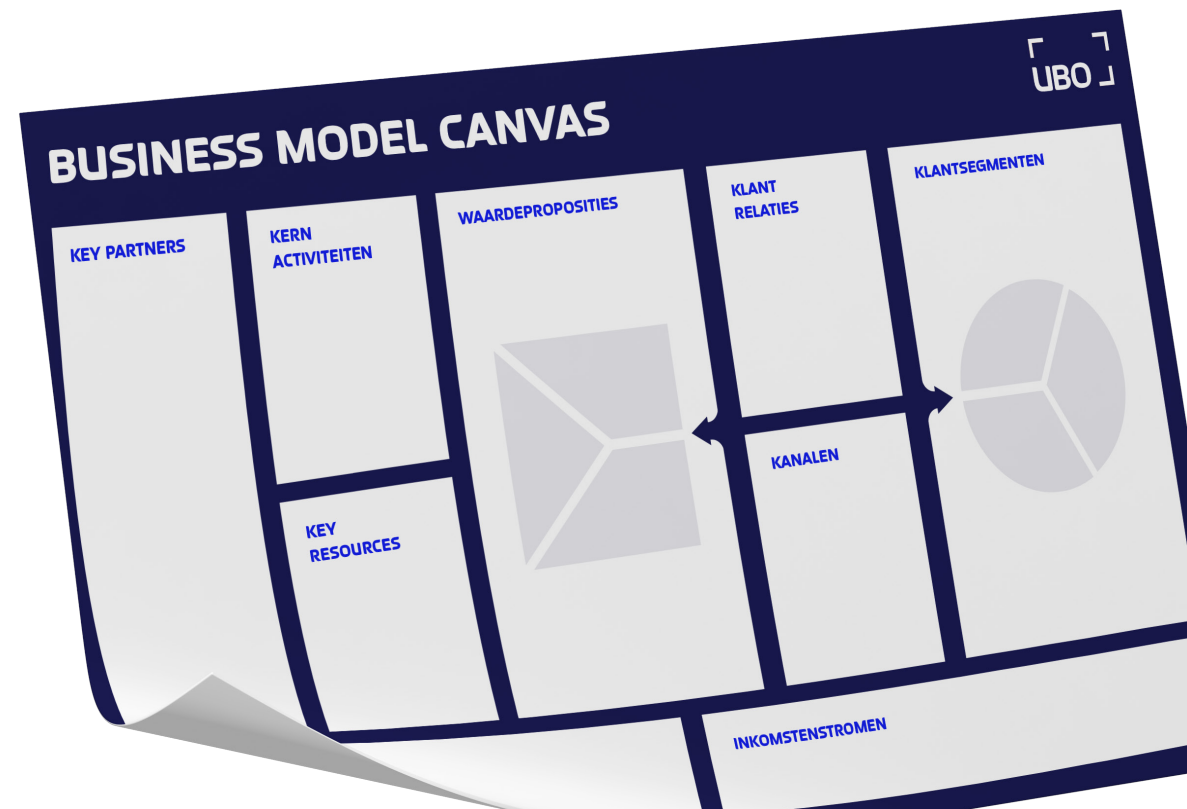 BUSINESS MODEL CANVAS
UBO
KEY PARTNERS
KERN
ACTIVITEITEN
KEY
RESOURCES
WAARDEPROPOSITIES
KLANT
RELATIES
KANALEN
KLANTSEGMENTEN
INKOMSTENSTROMEN